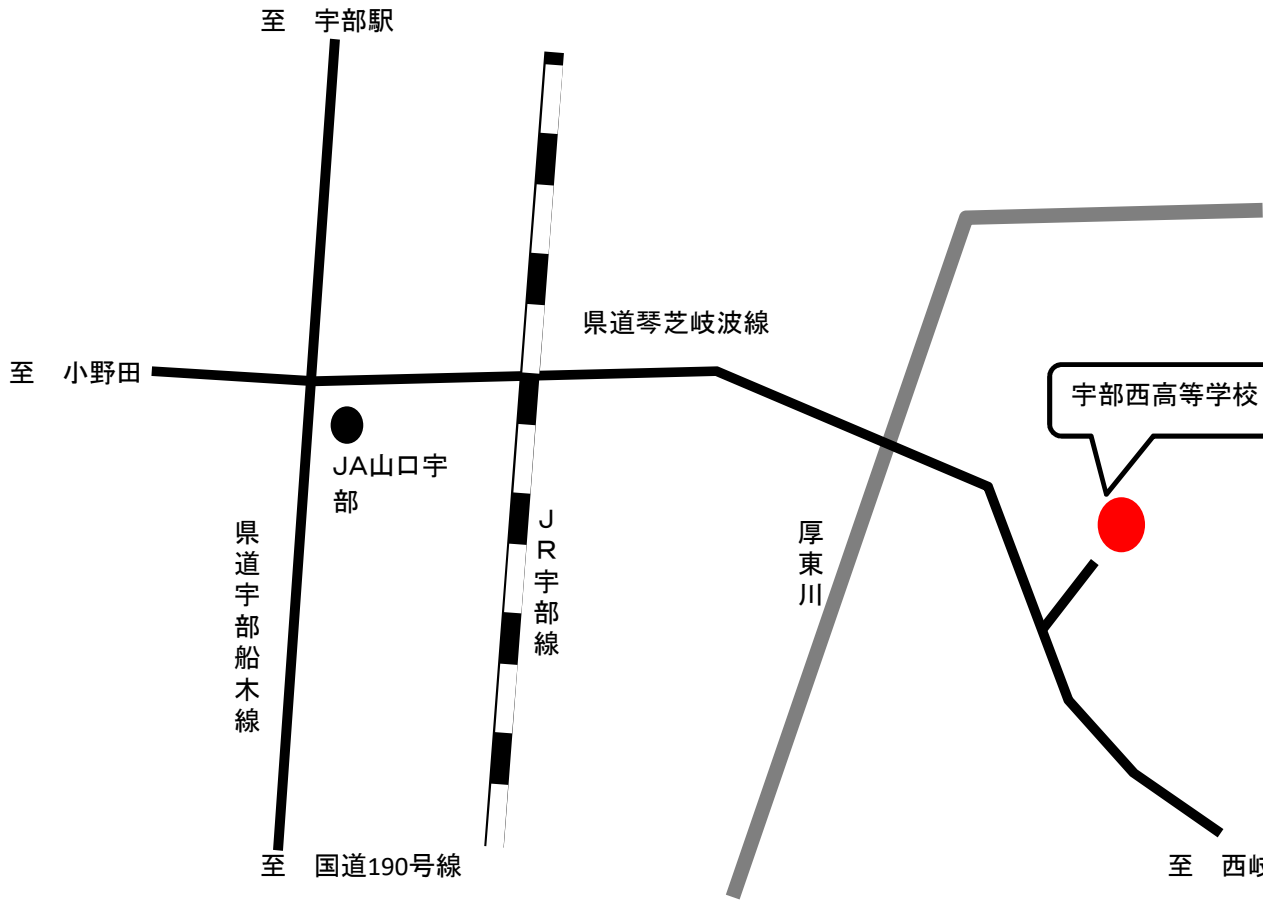 至　宇部駅
県道琴芝岐波線
至　小野田
宇部西高等学校
JA山口宇
部
県道宇部船木線
ＪＲ宇部線
厚東川
至　国道190号線
至　西岐